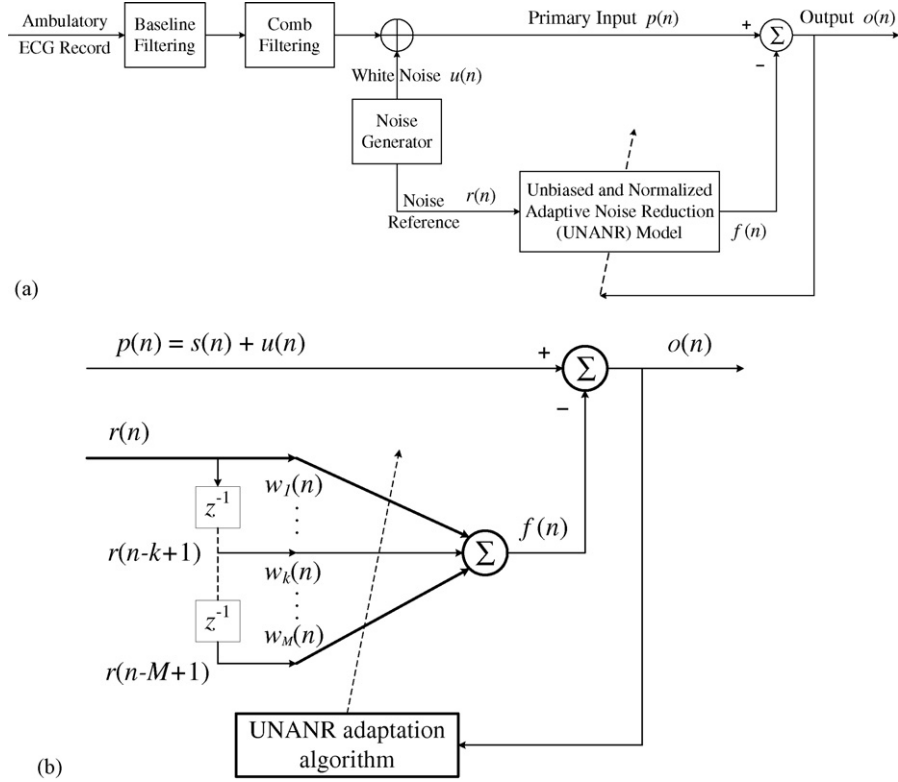 Ambulatory
ECG Record
Baseline
Filtering
Comb
Filtering
Primary Input p(n)
+
Σ
−
Output o(n)
White Noise u(n)
Noise
Generator
Noise
Reference
r(n)
Unbiased and Normalized
Adaptive Noise Reduction
(UNANR) Model
f(n)
(a)
p(n) = s(n) + u(n)
+
Σ
−
o(n)
r(n)
z⁻¹
w₁(n)
r(n-k+1)
wₖ(n)
Σ
f(n)
z⁻¹
w_M(n)
r(n-M+1)
UNANR adaptation
algorithm
(b)